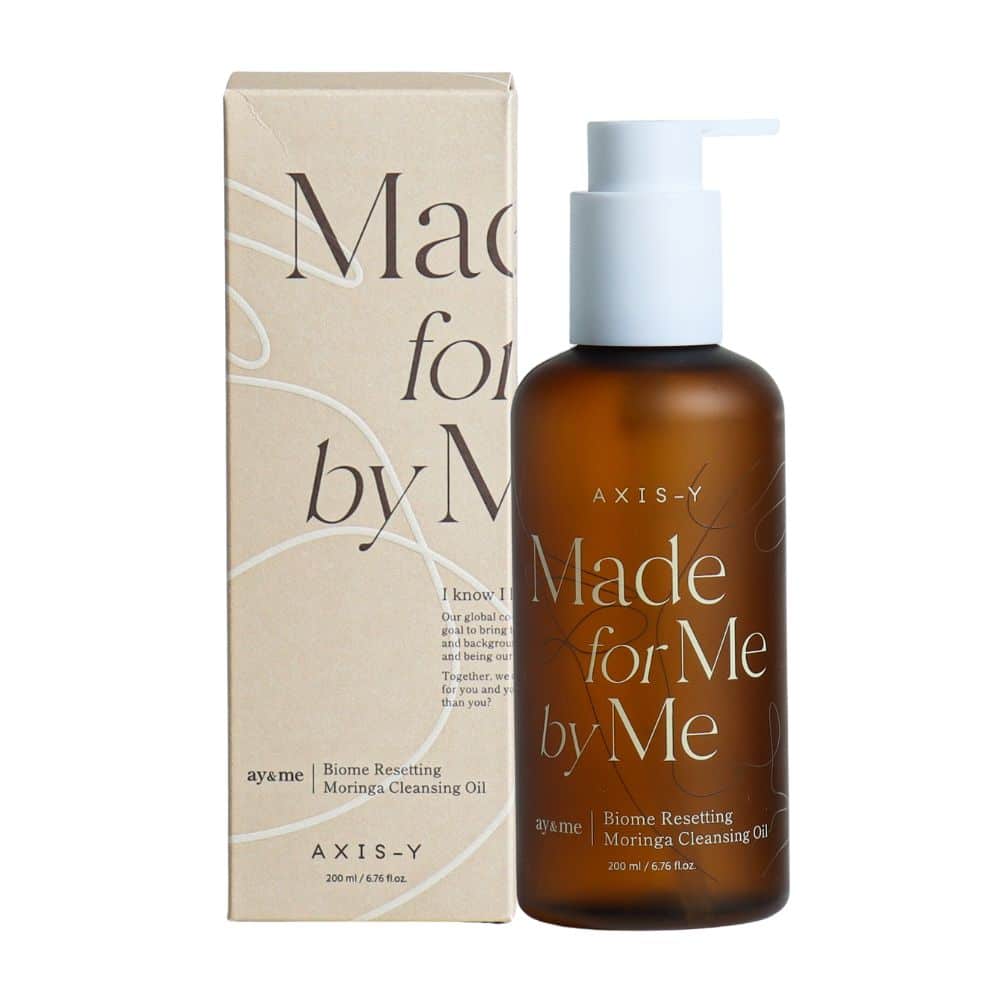 Mad
for
by M
I know I
Our global co
goal to bring
and backgroun
and being our
Together, we
for you and yo
than you?
ay&me | Biome Resetting
Moringa Cleansing Oil
AXIS-Y
200 ml / 6.76 fl.oz.
AXIS-Y
Made
for Me
by Me
ay&me | Biome Resetting
Moringa Cleansing Oil
200 ml / 6.76 fl.oz.